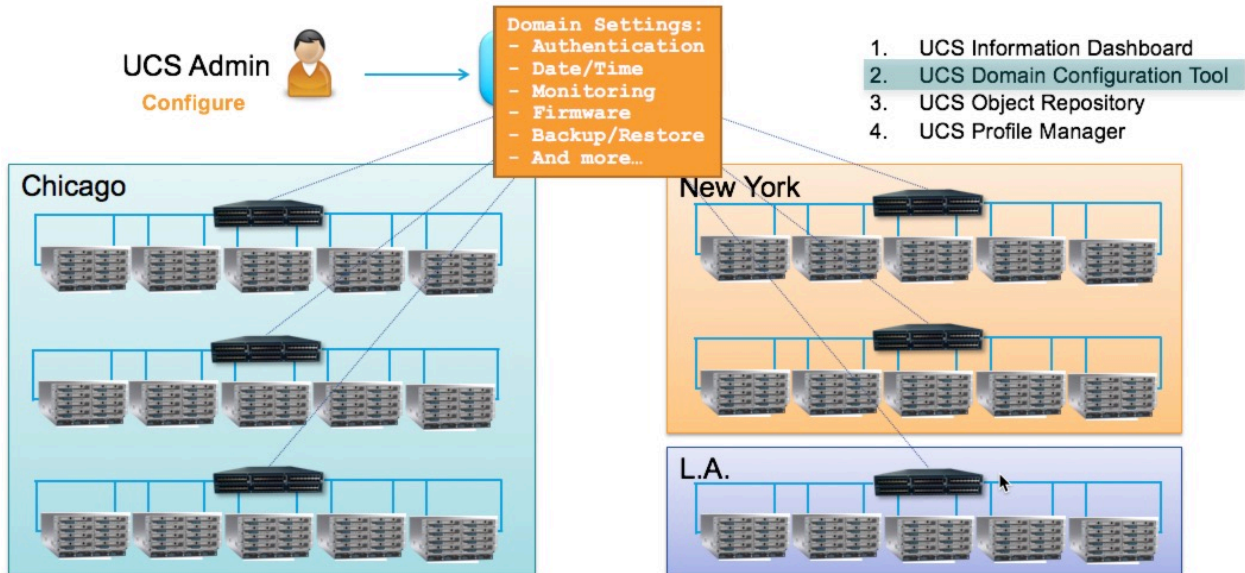 UCS Admin
Configure
Domain Settings:
- Authentication
- Date/Time
- Monitoring
- Firmware
- Backup/Restore
- And more…
1. UCS Information Dashboard
2. UCS Domain Configuration Tool
3. UCS Object Repository
4. UCS Profile Manager
Chicago
New York
L.A.